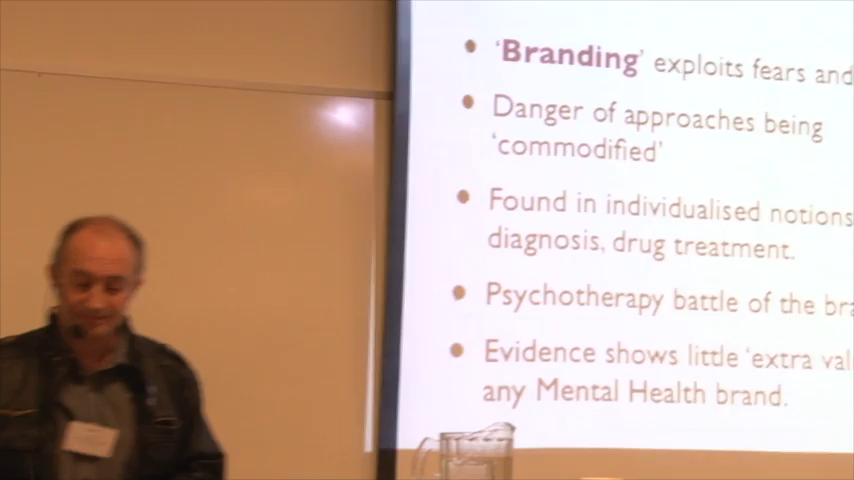 ‘Branding’ exploits fears and
Danger of approaches being
‘commodified’
Found in individualised notions
diagnosis, drug treatment.
Psychotherapy battle of the
Evidence shows little ‘extra
any Mental Health brand.